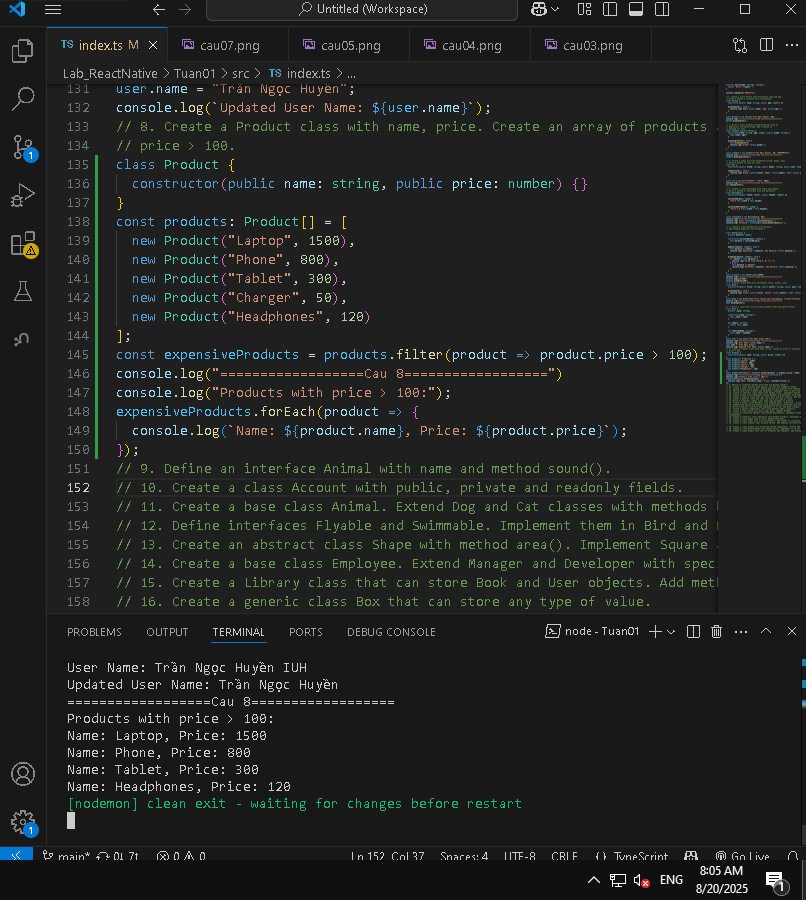 Untitled (Workspace)
TS index.ts M
cau07.png
cau05.png
cau04.png
cau03.png
Lab_ReactNative > Tuan01 > src > TS index.ts > ...
131 user.name = "Trần Ngọc Huyền";
132 console.log(`Updated User Name: ${user.name}`);
133 // 8. Create a Product class with name, price. Create an array of products
134 // price > 100.
135 class Product {
136 constructor(public name: string, public price: number) {}
137 }
138 const products: Product[] = [
139 new Product("Laptop", 1500),
140 new Product("Phone", 800),
141 new Product("Tablet", 300),
142 new Product("Charger", 50),
143 new Product("Headphones", 120)
144 ];
145 const expensiveProducts = products.filter(product => product.price > 100);
146 console.log("==================Cau 8==================")
147 console.log("Products with price > 100:");
148 expensiveProducts.forEach(product => {
149 console.log(`Name: ${product.name}, Price: ${product.price}`);
150 });
151 // 9. Define an interface Animal with name and method sound().
152 // 10. Create a class Account with public, private and readonly fields.
153 // 11. Create a base class Animal. Extend Dog and Cat classes with methods
154 // 12. Define interfaces Flyable and Swimmable. Implement them in Bird and
155 // 13. Create an abstract class Shape with method area(). Implement Square
156 // 14. Create a base class Employee. Extend Manager and Developer with spec
157 // 15. Create a Library class that can store Book and User objects. Add met
158 // 16. Create a generic class Box that can store any type of value.
PROBLEMS OUTPUT TERMINAL PORTS DEBUG CONSOLE
node - Tuan01
User Name: Trần Ngọc Huyền IUH
Updated User Name: Trần Ngọc Huyền
==================Cau 8==================
Products with price > 100:
Name: Laptop, Price: 1500
Name: Phone, Price: 800
Name: Tablet, Price: 300
Name: Headphones, Price: 120
[nodemon] clean exit - waiting for changes before restart
1
1
main* 0↓ 7↑ 0 0 Ln 152, Col 37 Spaces: 4 UTF-8 CRLF {} TypeScript Go Live
ENG
8:05 AM
8/20/2025
1